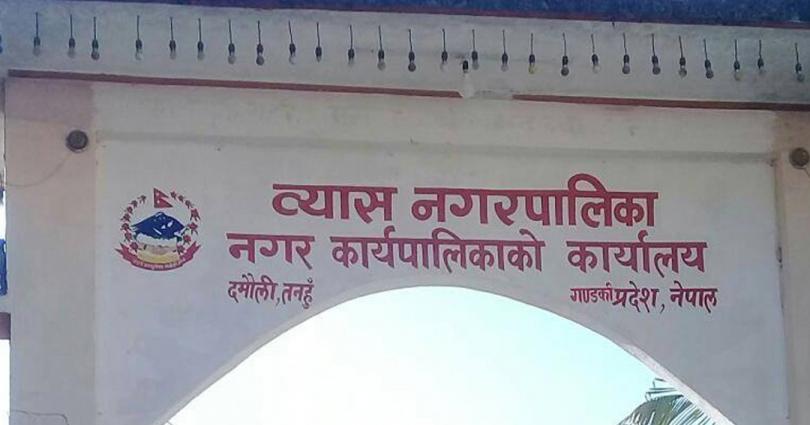 व्यास नगरपालिका
नगर कार्यपालिकाको कार्यालय
दमौली, तनहुँ
गण्डकी प्रदेश, नेपाल